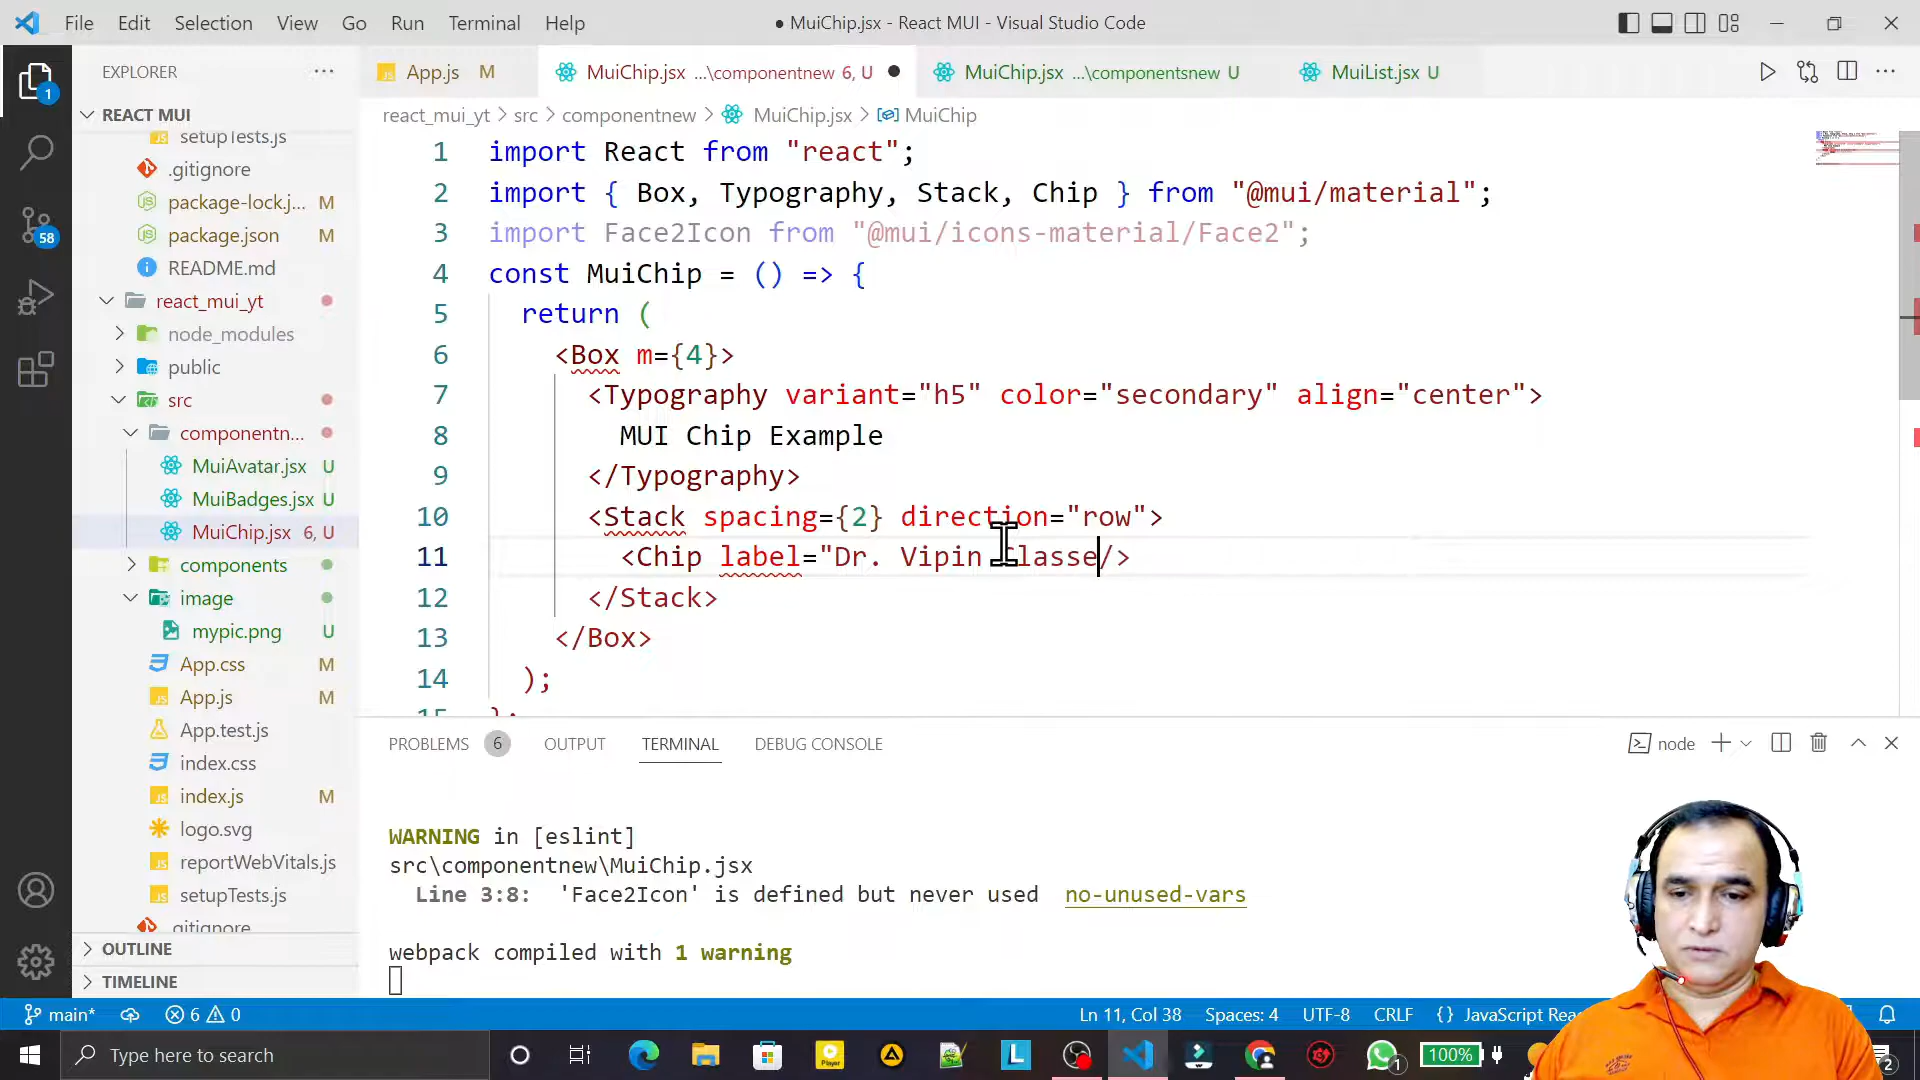 File Edit Selection View Go Run Terminal Help
● MuiChip.jsx - React MUI - Visual Studio Code
EXPLORER
App.js M
MuiChip.jsx ...\componentnew 6, U
MuiChip.jsx ...\componentsnew U
MuiList.jsx U
react_mui_yt > src > componentnew > MuiChip.jsx > MuiChip
REACT MUI
setupTests.js
.gitignore
package-lock.j... M
package.json M
README.md
react_mui_yt
node_modules
public
src
componentn...
MuiAvatar.jsx U
MuiBadges.jsx U
MuiChip.jsx 6, U
components
image
mypic.png U
App.css M
App.js M
App.test.js
index.css
index.js M
logo.svg
reportWebVitals.js
setupTests.js
.gitignore
OUTLINE
TIMELINE
1
58
1 import React from "react";
2 import { Box, Typography, Stack, Chip } from "@mui/material";
3 import Face2Icon from "@mui/icons-material/Face2";
4 const MuiChip = () => {
5 return (
6 <Box m={4}>
7 <Typography variant="h5" color="secondary" align="center">
8 MUI Chip Example
9 </Typography>
10 <Stack spacing={2} direction="row">
11 <Chip label="Dr. Vipin Classe/>
12 </Stack>
13 </Box>
14 );
15 };
PROBLEMS 6 OUTPUT TERMINAL DEBUG CONSOLE
node
WARNING in [eslint]
src\componentnew\MuiChip.jsx
Line 3:8: 'Face2Icon' is defined but never used no-unused-vars
webpack compiled with 1 warning
main* 6 0
Ln 11, Col 38 Spaces: 4 UTF-8 CRLF {} JavaScript Rea
Type here to search
100%
1
2